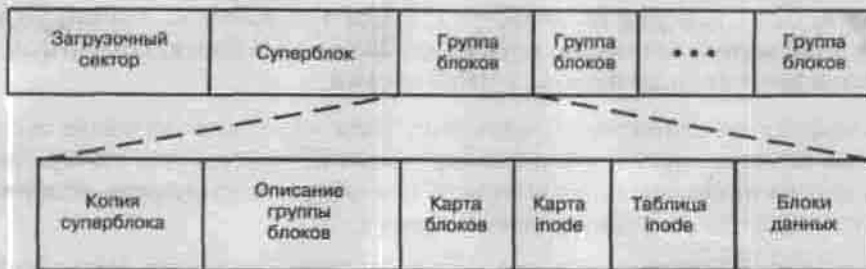 Загрузочный
сектор
Суперблок
Группа
блоков
Группа
блоков
•••
Группа
блоков
Копия
суперблока
Описание
группы
блоков
Карта
блоков
Карта
inode
Таблица
inode
Блоки
данных